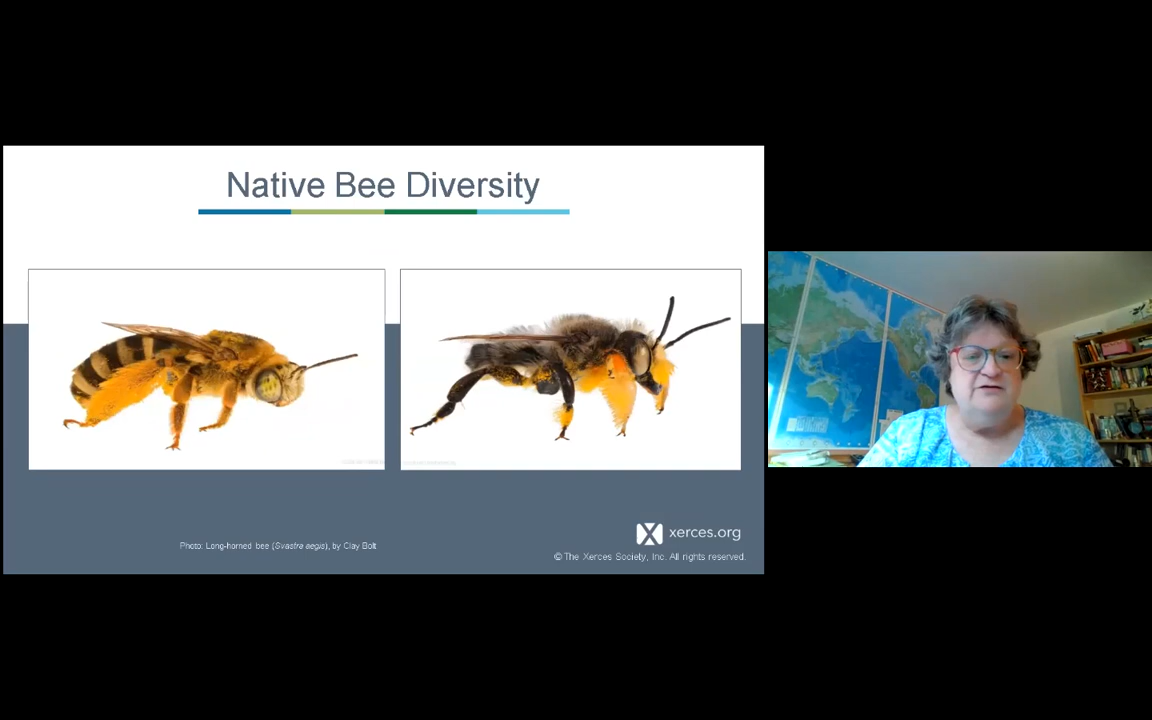 Native Bee Diversity
Photo: Long-horned bee (Svastra aegis), by Clay Bolt
xerces.org
© The Xerces Society, Inc. All rights reserved.